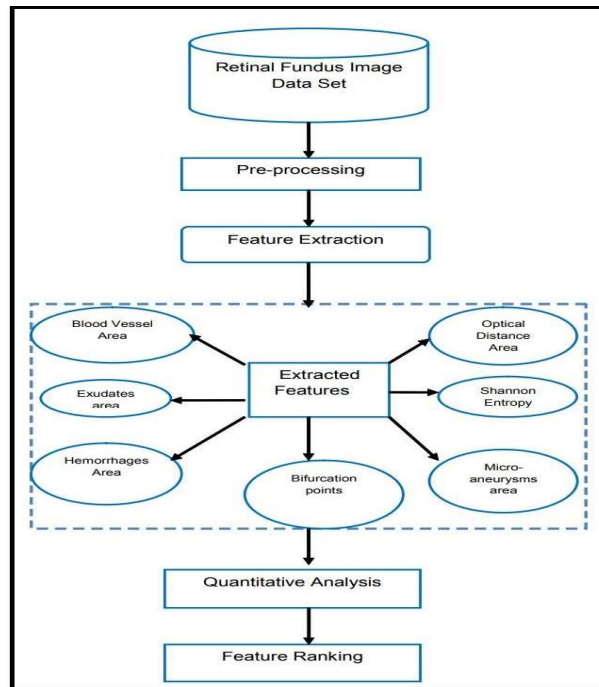 Retinal Fundus Image
Data Set
Pre-processing
Feature Extraction
Blood Vessel
Area
Optical
Distance
Area
Extracted
Features
Exudates
area
Shannon
Entropy
Hemorrhages
Area
Bifurcation
points
Micro-
aneurysms
area
Quantitative Analysis
Feature Ranking